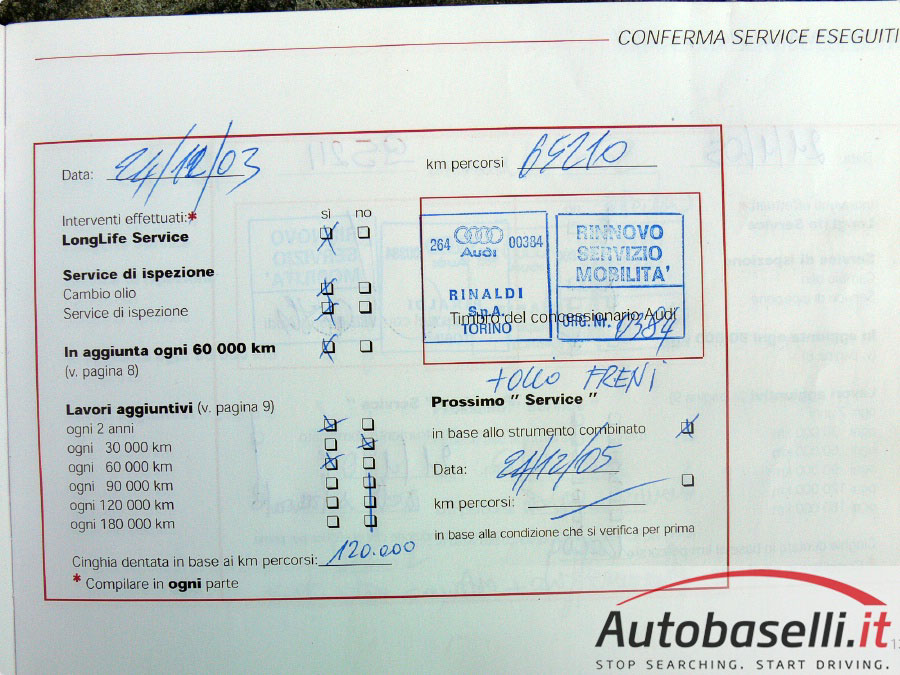 CONFERMA SERVICE ESEGUITI
Data: 24/12/03
km percorsi 69210
Interventi effettuati:*
sì no
LongLife Service
Service di ispezione
Cambio olio
Service di ispezione
In aggiunta ogni 60 000 km
(v. pagina 8)
Lavori aggiuntivi (v. pagina 9)
ogni 2 anni
ogni 30 000 km
ogni 60 000 km
ogni 90 000 km
ogni 120 000 km
ogni 180 000 km
Cinghia dentata in base ai km percorsi: 120.000
* Compilare in ogni parte
264 Audi 00384
RINALDI
S.p.A.
TORINO
RINNOVO
SERVIZIO
MOBILITA'
ORG. Nr. 0384
Timbro del concessionario Audi
+ OLIO FRENI
Prossimo " Service "
in base allo strumento combinato
Data: 24/12/05
km percorsi:
in base alla condizione che si verifica per prima
Autobaselli.it
STOP SEARCHING. START DRIVING.